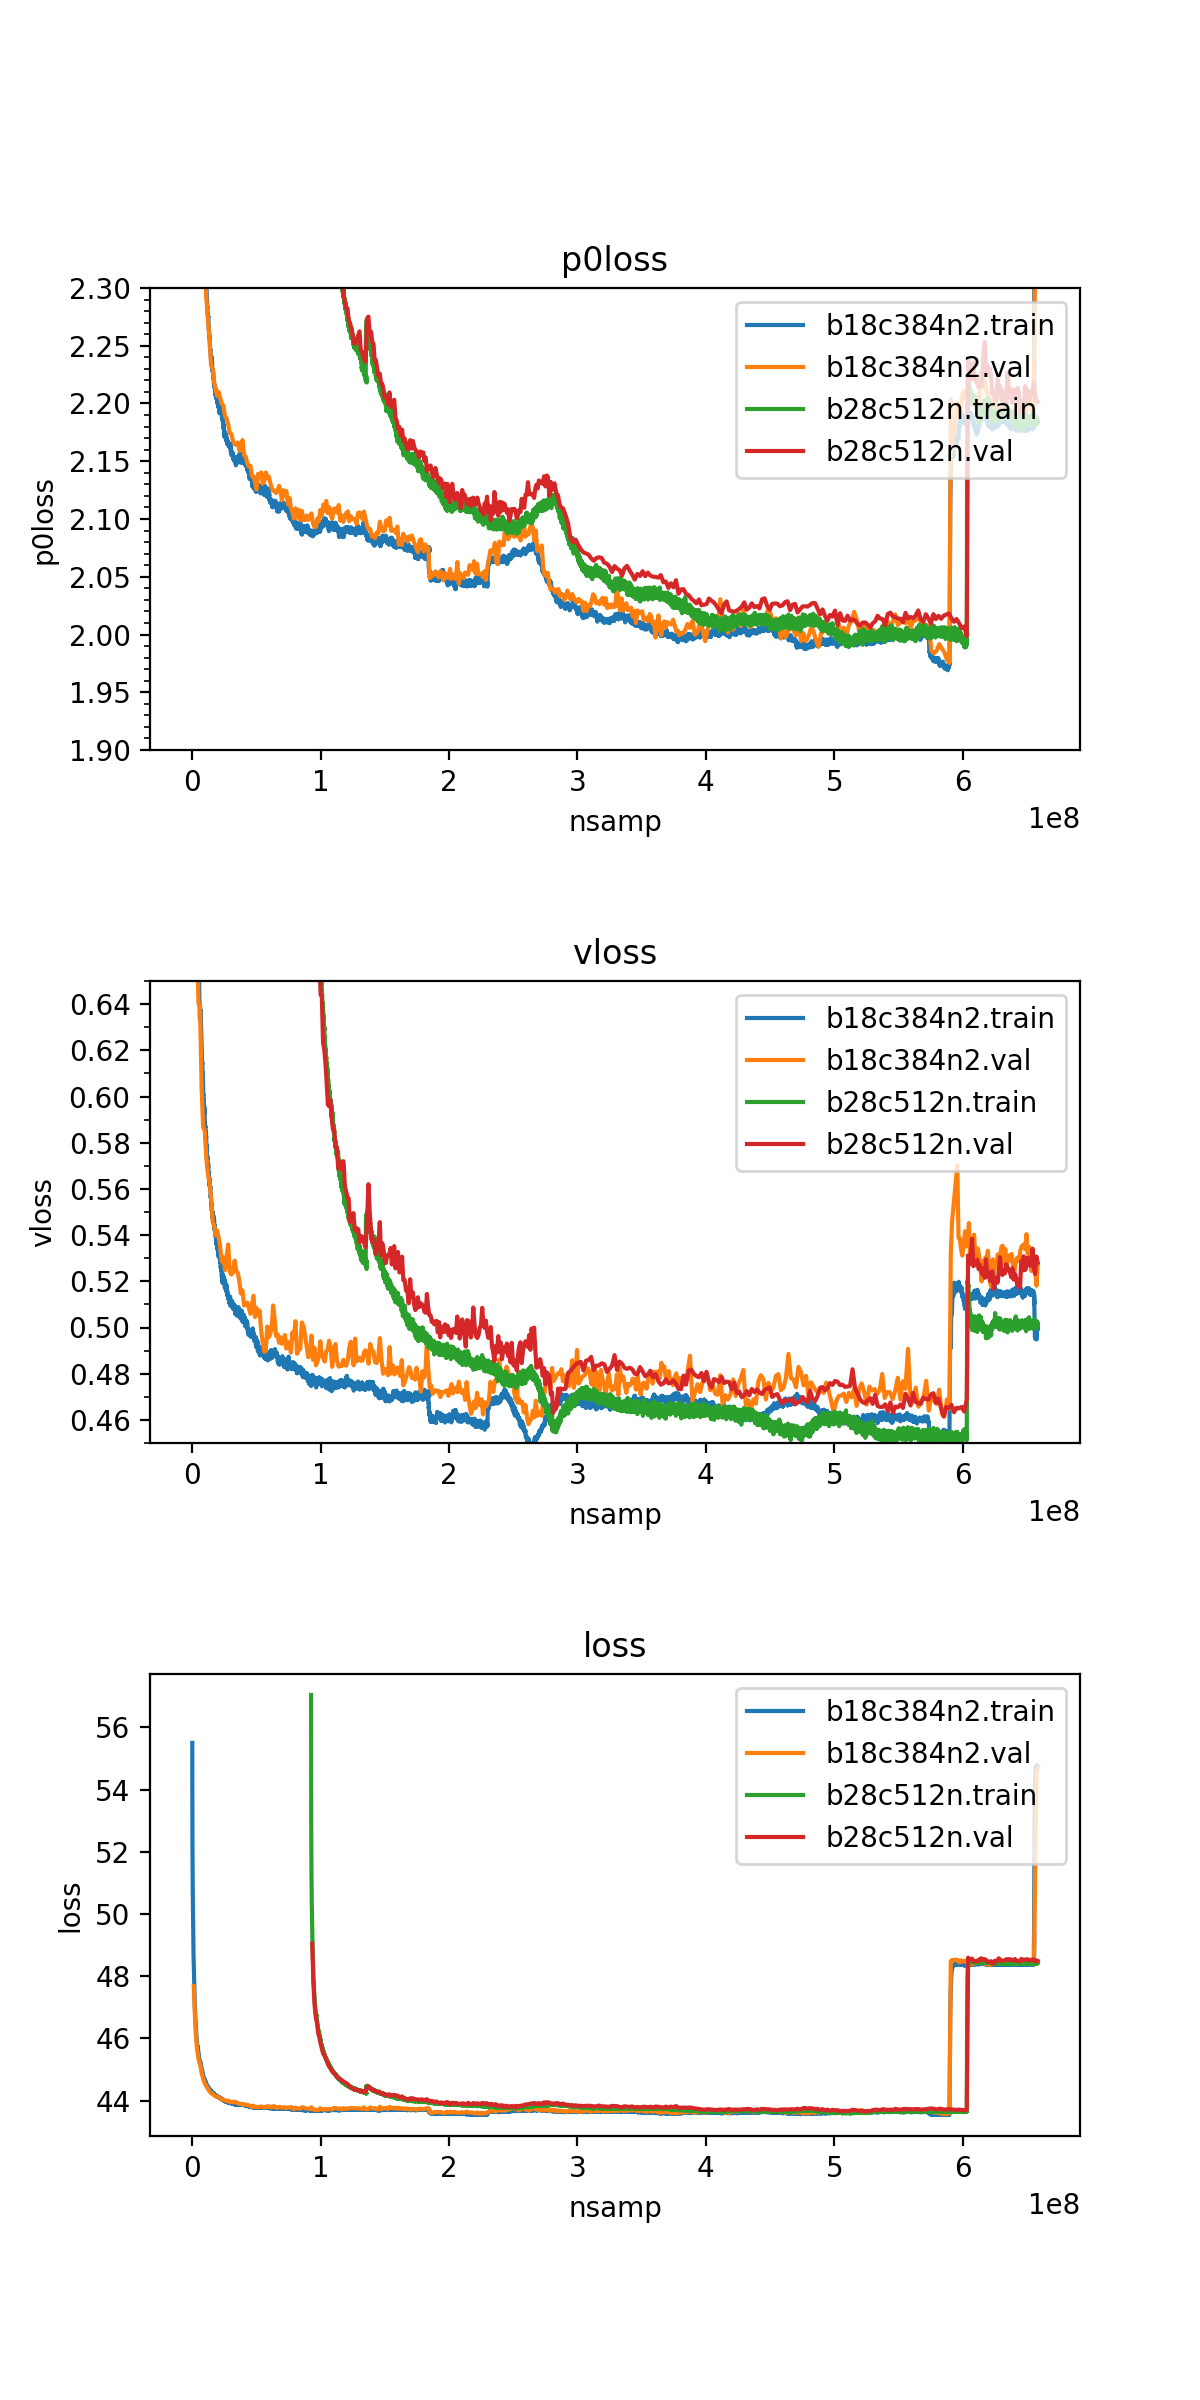 p0loss
2.30
2.25
2.20
2.15
2.10
2.05
2.00
1.95
1.90
p0loss
b18c384n2.train
b18c384n2.val
b28c512n.train
b28c512n.val
0 1 2 3 4 5 6
nsamp
1e8
vloss
0.64
0.62
0.60
0.58
0.56
0.54
0.52
0.50
0.48
0.46
vloss
b18c384n2.train
b18c384n2.val
b28c512n.train
b28c512n.val
0 1 2 3 4 5 6
nsamp
1e8
loss
56
54
52
50
48
46
44
loss
b18c384n2.train
b18c384n2.val
b28c512n.train
b28c512n.val
0 1 2 3 4 5 6
nsamp
1e8